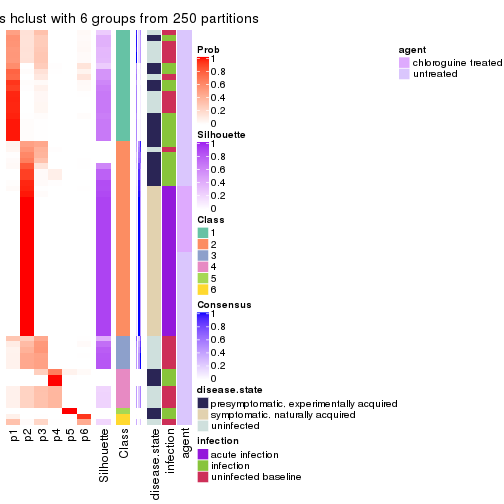 s hclust with 6 groups from 250 partitions
Prob
1
0.8
0.6
0.4
0.2
0
Silhouette
1
0.8
0.6
0.4
0.2
0
Class
1
2
3
4
5
6
Consensus
1
0.8
0.6
0.4
0.2
0
disease.state
presymptomatic, experimentally acquired
symptomatic, naturally acquired
uninfected
infection
acute infection
infection
uninfected baseline
agent
chloroguine treated
untreated
p1
p2
p3
p4
p5
p6
Silhouette
Class
disease.state
infection
agent